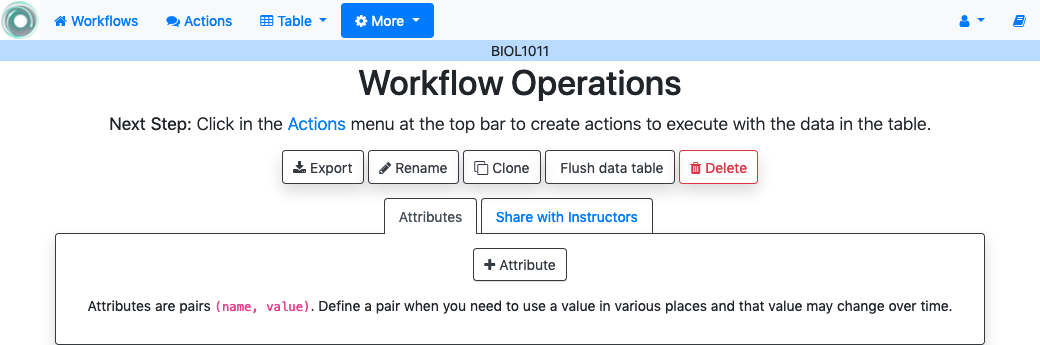 Workflows Actions Table More
BIOL1011
Workflow Operations
Next Step: Click in the Actions menu at the top bar to create actions to execute with the data in the table.
Export Rename Clone Flush data table Delete
Attributes Share with Instructors
Attribute
Attributes are pairs (name, value). Define a pair when you need to use a value in various places and that value may change over time.